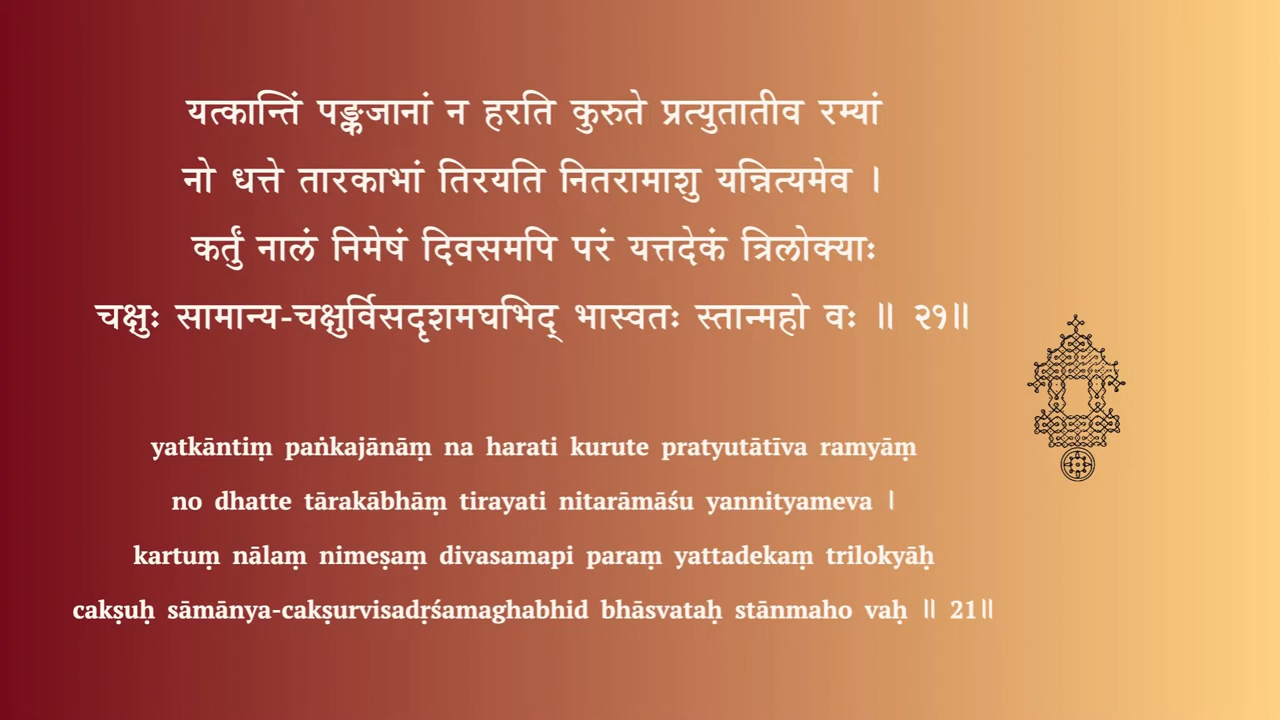 यत्कान्तिं पङ्कजानां न हरति कुरुते प्रत्युतातीव रम्यां
नो धत्ते तारकाभां तिरयति नितरामाशु यन्नित्यमेव ।
कर्तुं नालं निमेषं दिवसमपि परं यत्तदेकं त्रिलोक्याः
चक्षुः सामान्य-चक्षुर्विसदृशमघभिद् भास्वतः स्तान्महो वः ॥ २१॥
yatkāntiṃ paṅkajānāṃ na harati kurute pratyutātīva ramyāṃ
no dhatte tārakābhāṃ tirayati nitarāmāśu yannityameva ।
kartuṃ nālaṃ nimeṣaṃ divasamapi paraṃ yattadekaṃ trilokyāḥ
cakṣuḥ sāmānya-cakṣurvisadṛśamaghabhid bhāsvataḥ stānmaho vaḥ ॥ 21॥